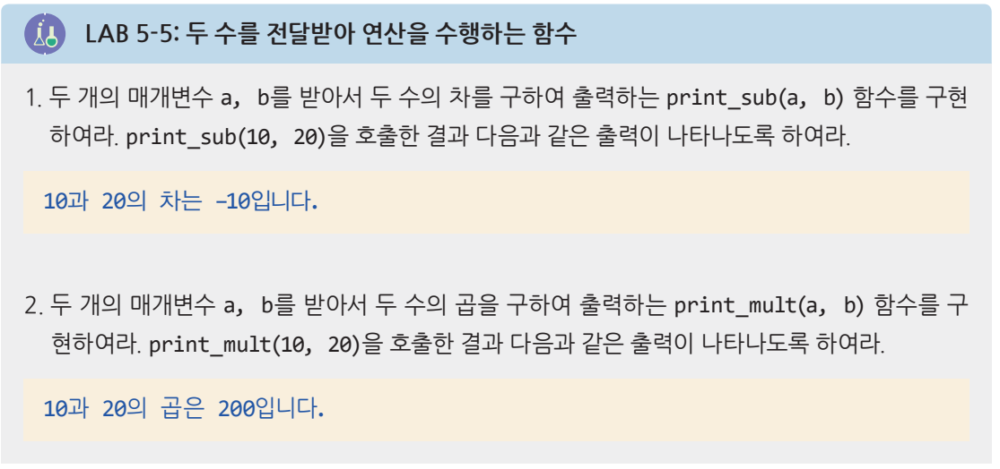 LAB 5-5: 두 수를 전달받아 연산을 수행하는 함수
1. 두 개의 매개변수 a, b를 받아서 두 수의 차를 구하여 출력하는 print_sub(a, b) 함수를 구현
하여라. print_sub(10, 20)을 호출한 결과 다음과 같은 출력이 나타나도록 하여라.
10과 20의 차는 –10입니다.
2. 두 개의 매개변수 a, b를 받아서 두 수의 곱을 구하여 출력하는 print_mult(a, b) 함수를 구
현하여라. print_mult(10, 20)을 호출한 결과 다음과 같은 출력이 나타나도록 하여라.
10과 20의 곱은 200입니다.